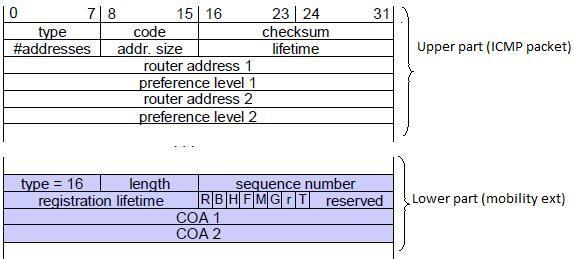 0 7 8 15 16 23 24 31
type code checksum
#addresses addr. size lifetime
router address 1
preference level 1
router address 2
preference level 2
Upper part (ICMP packet)
. . .
type = 16 length sequence number
registration lifetime R B H F M G r T reserved
COA 1
COA 2
Lower part (mobility ext)